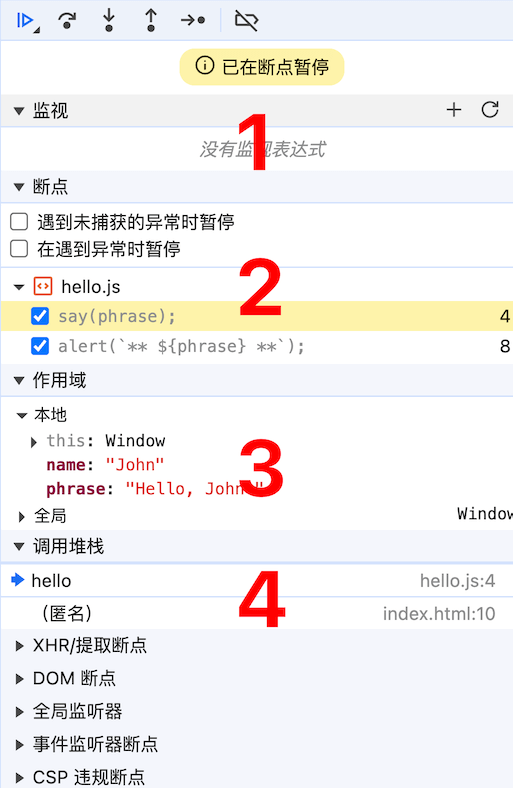 已在断点暂停
监视
1
没有监视表达式
断点
遇到未捕获的异常时暂停
在遇到异常时暂停
2
hello.js
say(phrase); 4
alert(`** ${phrase} **`); 8
作用域
本地
this: Window
3
name: "John"
phrase: "Hello, John!"
全局 Window
调用堆栈
4
hello hello.js:4
（匿名） index.html:10
XHR/提取断点
DOM 断点
全局监听器
事件监听器断点
CSP 违规断点